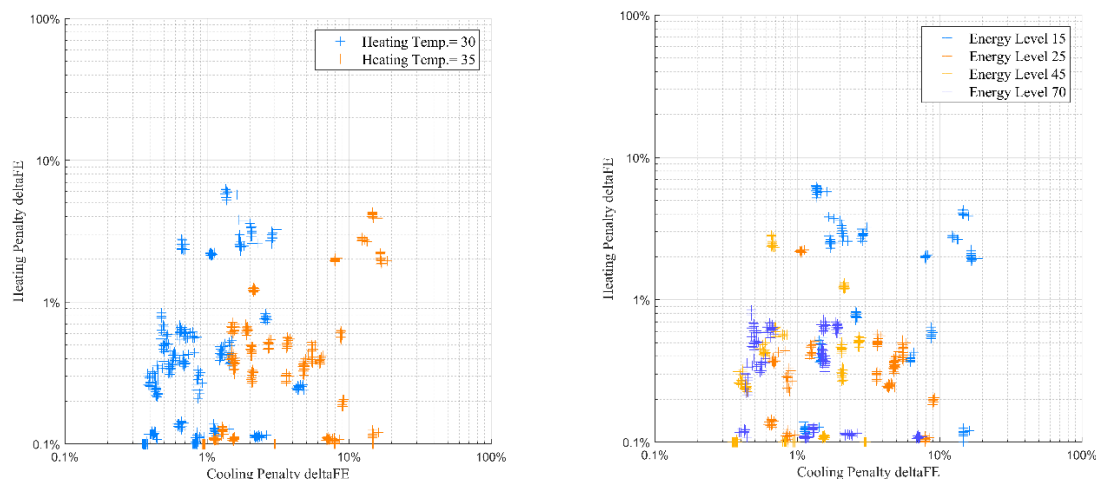 100%
10%
1%
0.1%
Heating Penalty deltaFE
Heating Temp.= 30
Heating Temp.= 35
0.1%
1%
10%
100%
Cooling Penalty deltaFE
100%
10%
1%
0.1%
Heating Penalty deltaFE
Energy Level 15
Energy Level 25
Energy Level 45
Energy Level 70
0.1%
1%
10%
100%
Cooling Penalty deltaFE